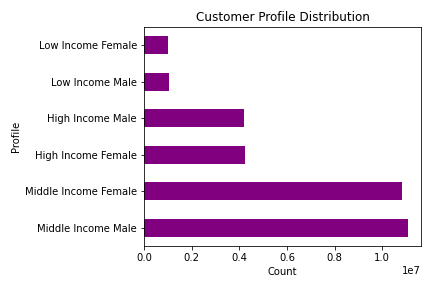 Customer Profile Distribution
Low Income Female
Low Income Male
High Income Male
High Income Female
Middle Income Female
Middle Income Male
Profile
0.0 0.2 0.4 0.6 0.8 1.0
1e7
Count